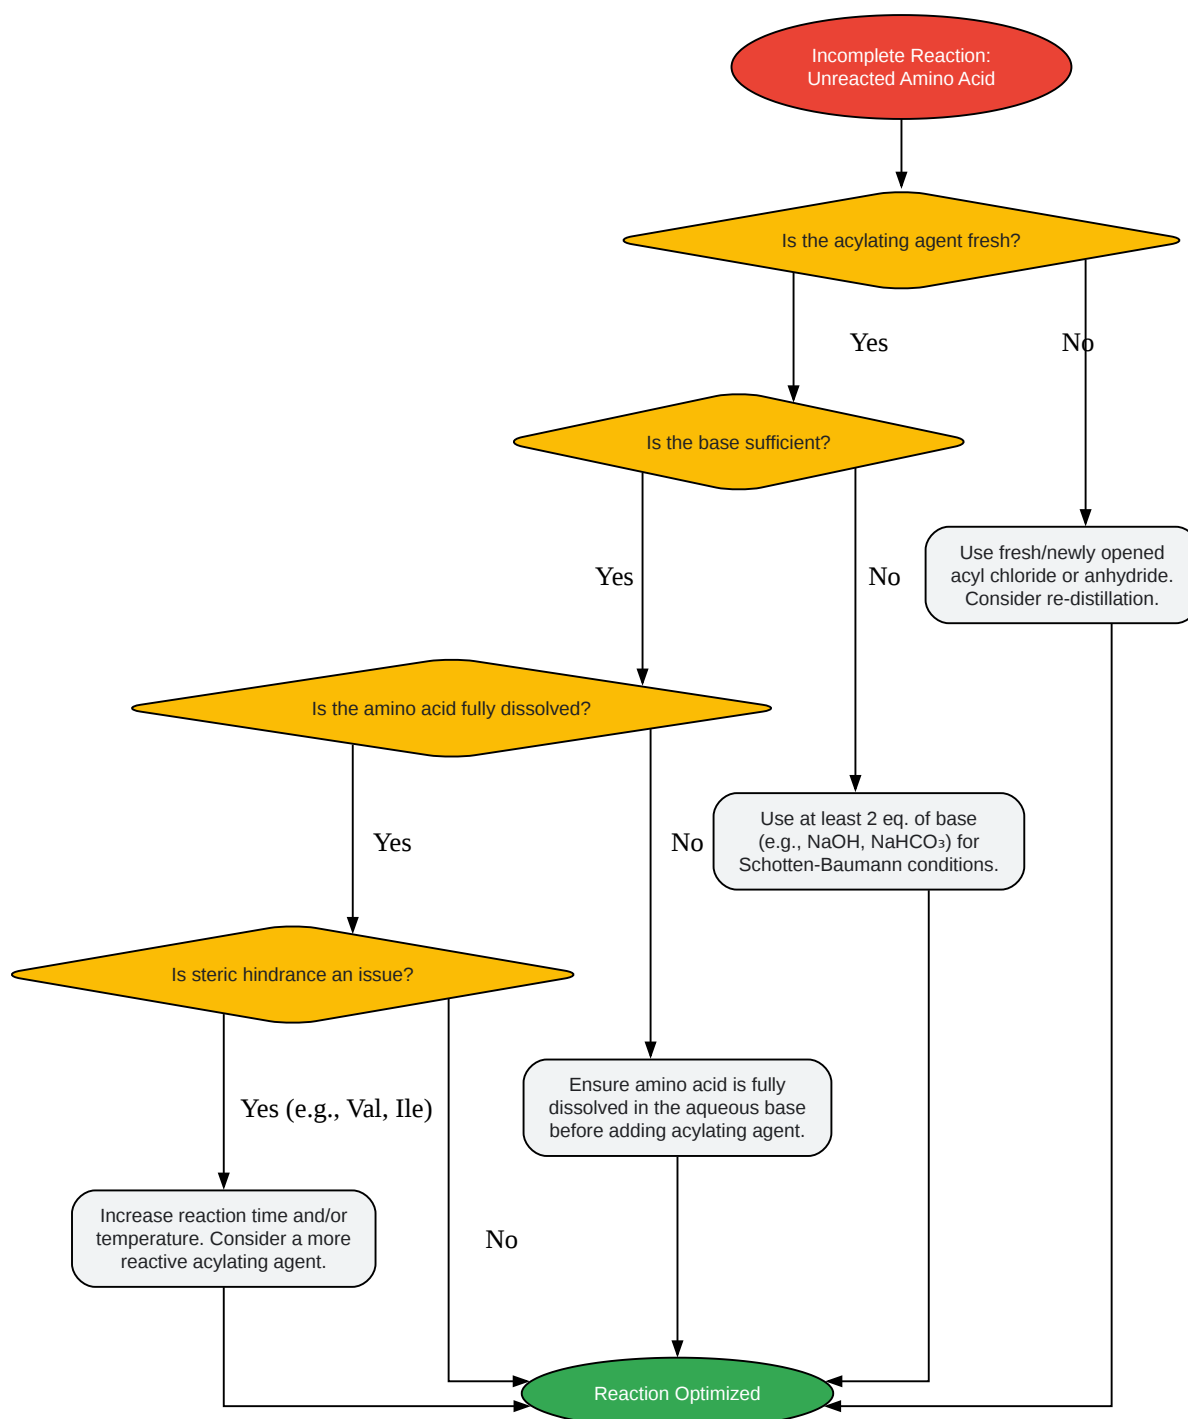 Incomplete Reaction:
Unreacted Amino Acid
Is the acylating agent fresh?
Yes
No
Is the base sufficient?
Use fresh/newly opened
acyl chloride or anhydride.
Consider re-distillation.
Yes
No
Is the amino acid fully dissolved?
Use at least 2 eq. of base
(e.g., NaOH, NaHCO₃) for
Schotten-Baumann conditions.
Yes
No
Is steric hindrance an issue?
Ensure amino acid is fully
dissolved in the aqueous base
before adding acylating agent.
Yes (e.g., Val, Ile)
Increase reaction time and/or
temperature. Consider a more
reactive acylating agent.
No
Reaction Optimized